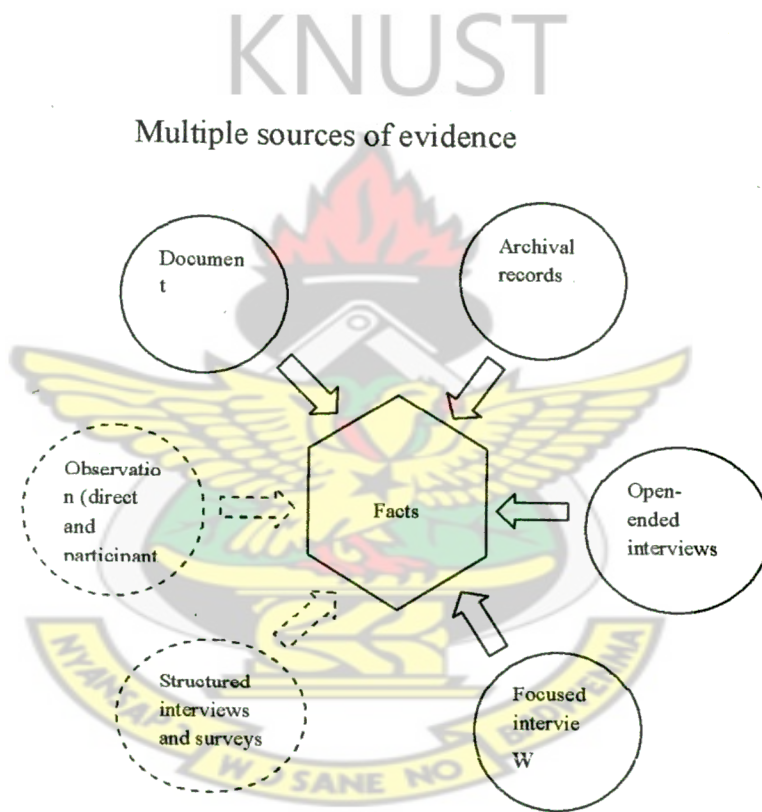 KNUST
Multiple sources of evidence
Documen
t
Archival
records
Observatio
n (direct
and
participant
Facts
Open-
ended
interviews
Structured
interviews
and surveys
Focused
intervie
w
NYANSAP
W
SANE NO